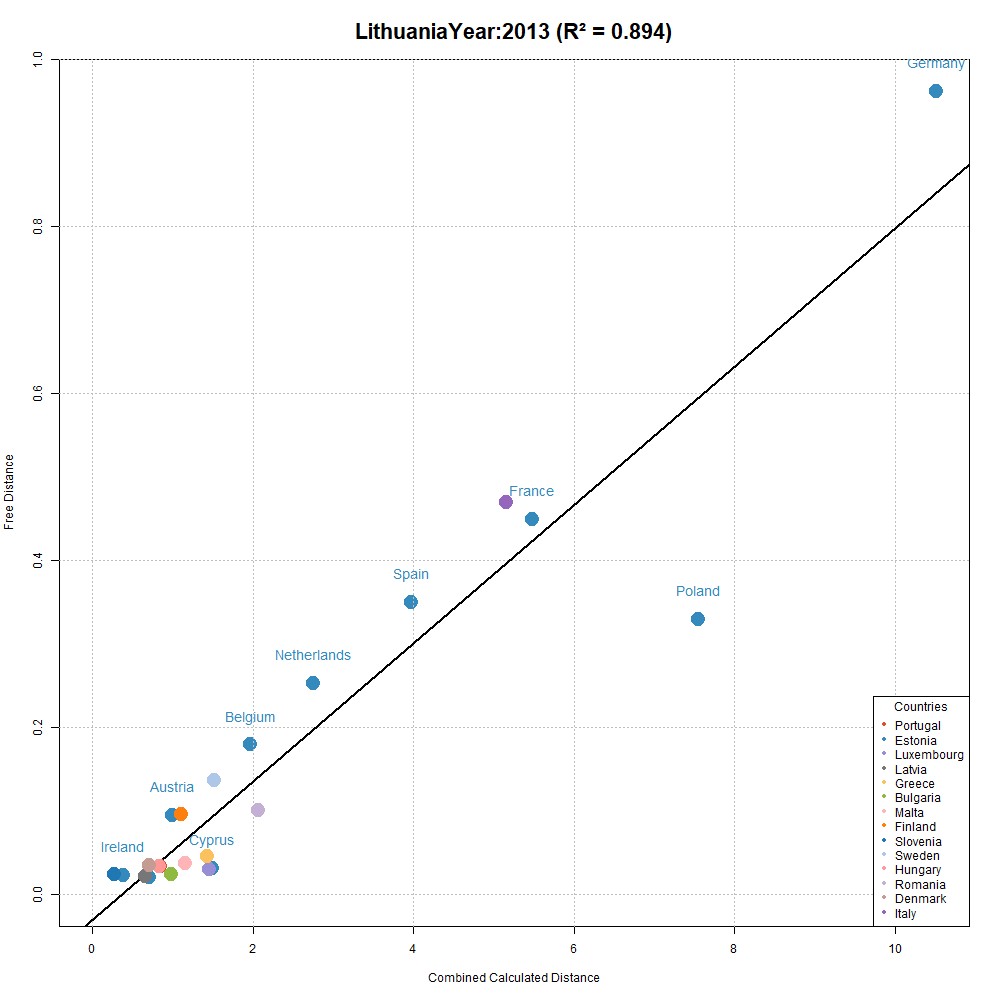 LithuaniaYear:2013 (R² = 0.894)
Germany
France
Spain
Poland
Netherlands
Belgium
Austria
Cyprus
Ireland
1.0
0.8
0.6
0.4
0.2
0.0
Free Distance
0 2 4 6 8 10
Combined Calculated Distance
Countries
Portugal
Estonia
Luxembourg
Latvia
Greece
Bulgaria
Malta
Finland
Slovenia
Sweden
Hungary
Romania
Denmark
Italy